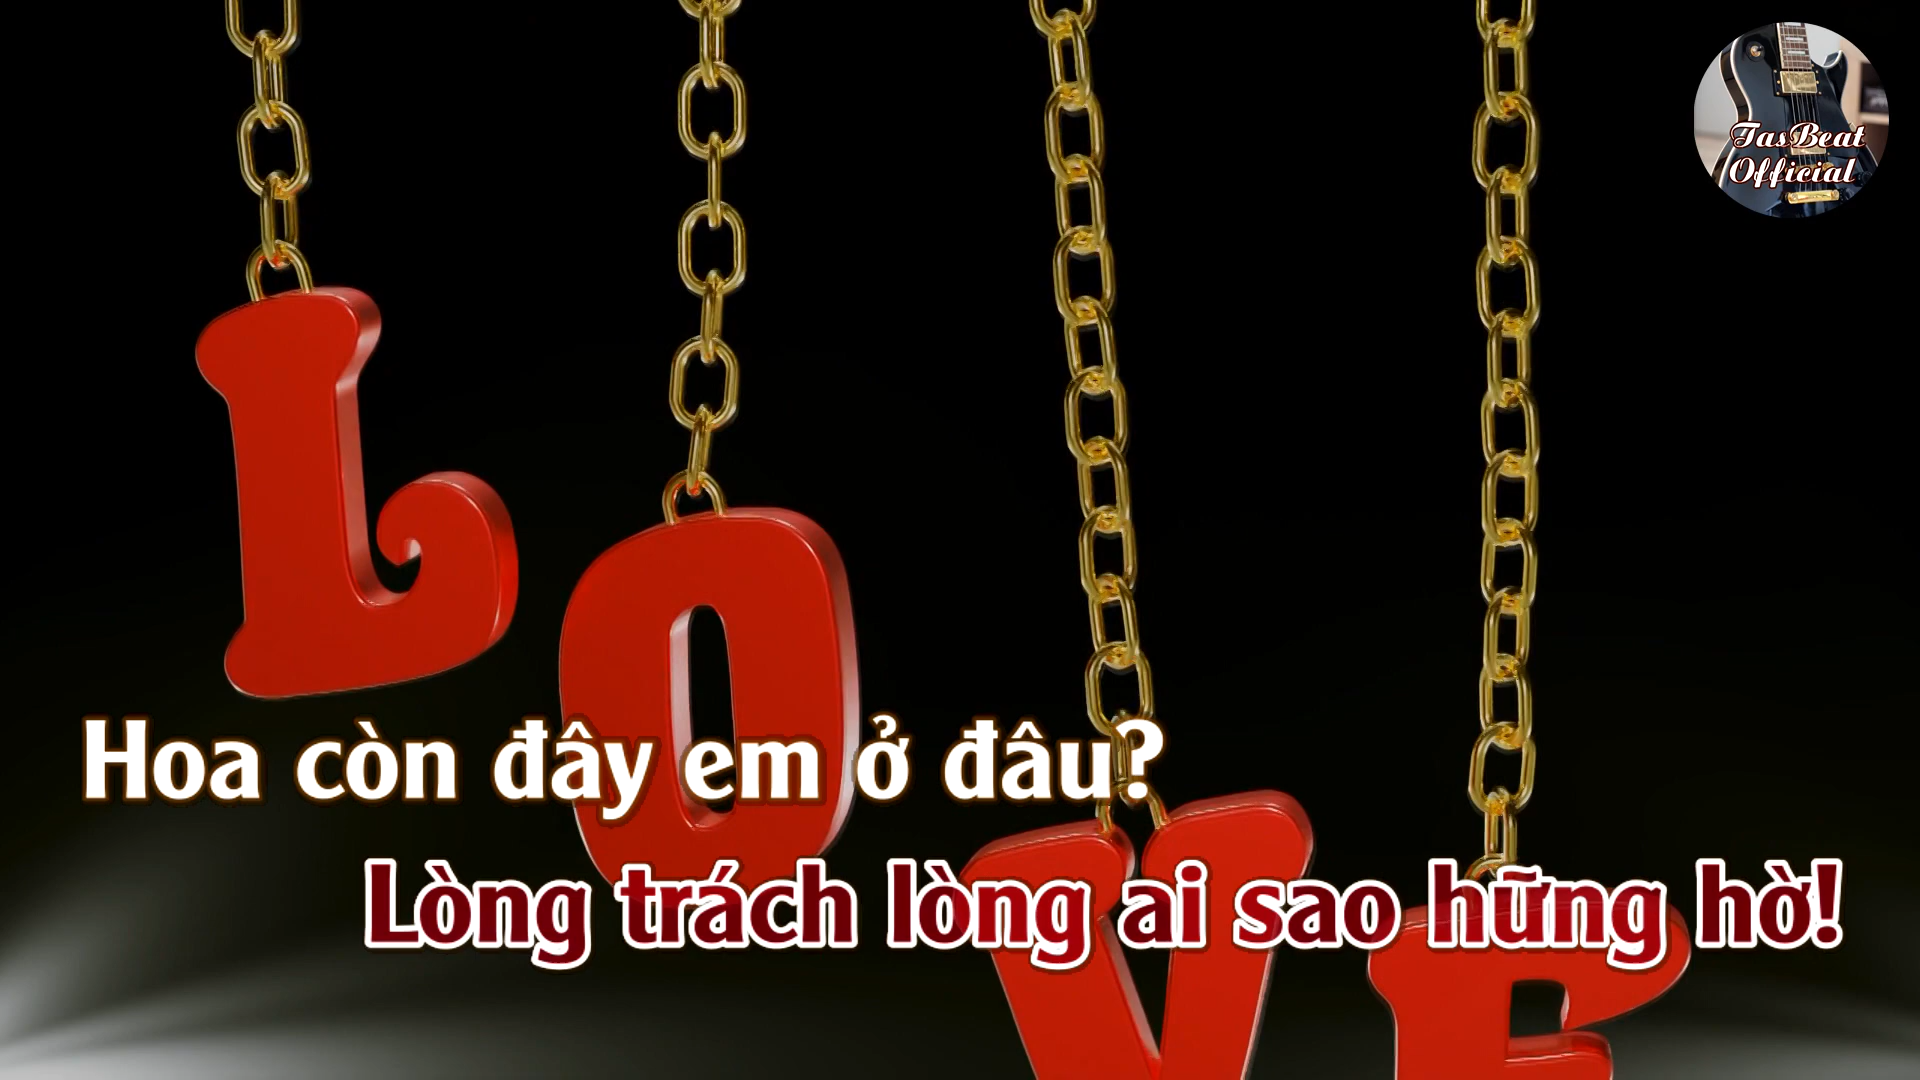 TasBeat
Official
LOVE
Hoa còn đây em ở đâu?
Lòng trách lòng ai sao hững hờ!